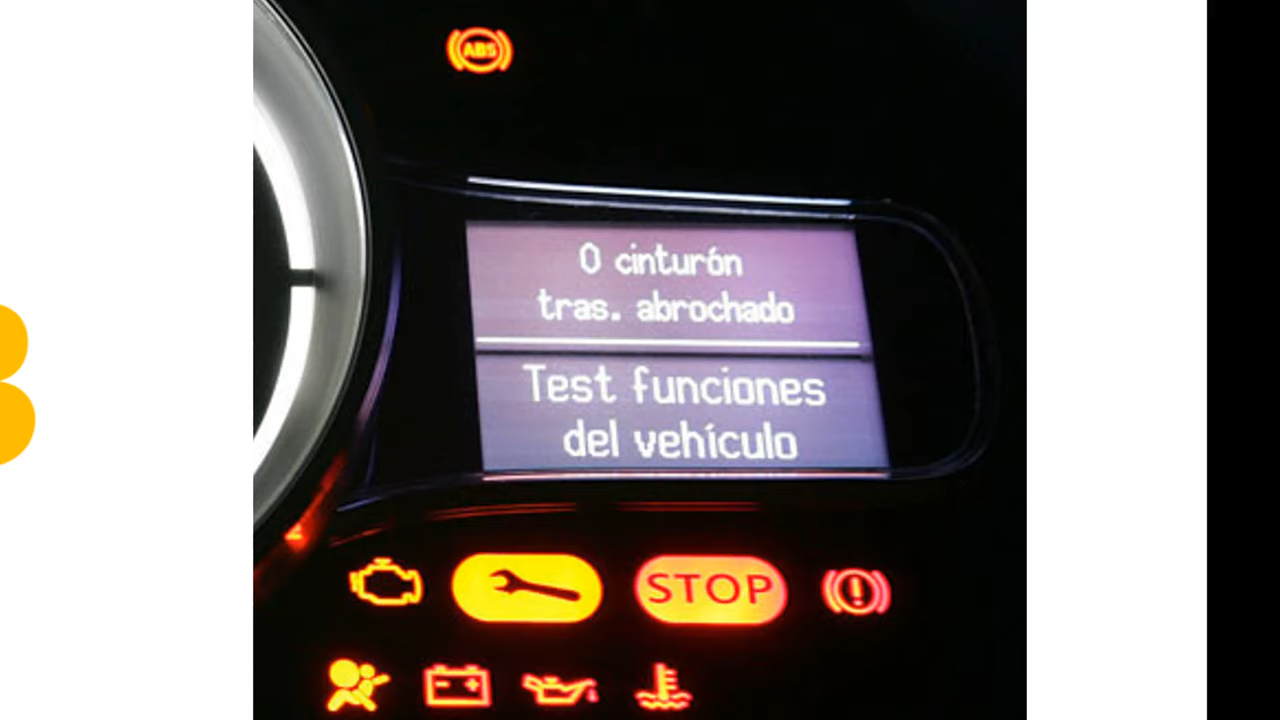 ABS
0 cinturón
tras. abrochado
Test funciones
del vehículo
STOP